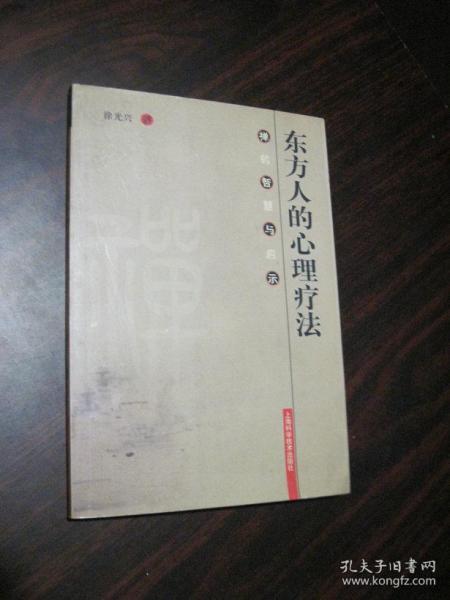 徐光兴 著
东方人的心理疗法
禅的智慧与启示
禅
上海科学技术出版社
孔夫子旧书网
www.kongfz.com